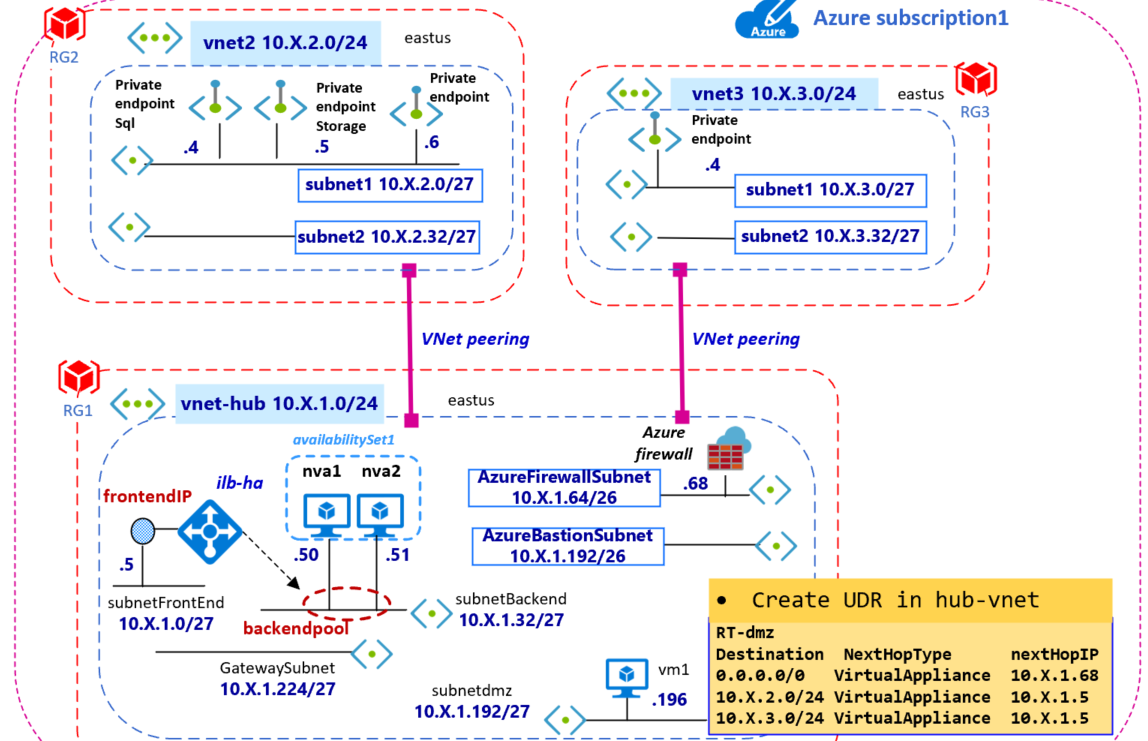 Azure subscription1
Azure
RG2
vnet2 10.X.2.0/24
eastus
Private
endpoint
Sql
Private
endpoint
Storage
Private
endpoint
.4
.5
.6
subnet1 10.X.2.0/27
subnet2 10.X.2.32/27
vnet3 10.X.3.0/24
eastus
RG3
Private
endpoint
.4
subnet1 10.X.3.0/27
subnet2 10.X.3.32/27
VNet peering
VNet peering
RG1
vnet-hub 10.X.1.0/24
eastus
availabilitySet1
nva1
nva2
ilb-ha
frontendIP
.5
.50
.51
subnetFrontEnd
10.X.1.0/27
backendpool
subnetBackend
10.X.1.32/27
GatewaySubnet
10.X.1.224/27
Azure
firewall
AzureFirewallSubnet
10.X.1.64/26
.68
AzureBastionSubnet
10.X.1.192/26
subnetdmz
10.X.1.192/27
vm1
.196
• Create UDR in hub-vnet
RT-dmz
Destination NextHopType nextHopIP
0.0.0.0/0 VirtualAppliance 10.X.1.68
10.X.2.0/24 VirtualAppliance 10.X.1.5
10.X.3.0/24 VirtualAppliance 10.X.1.5